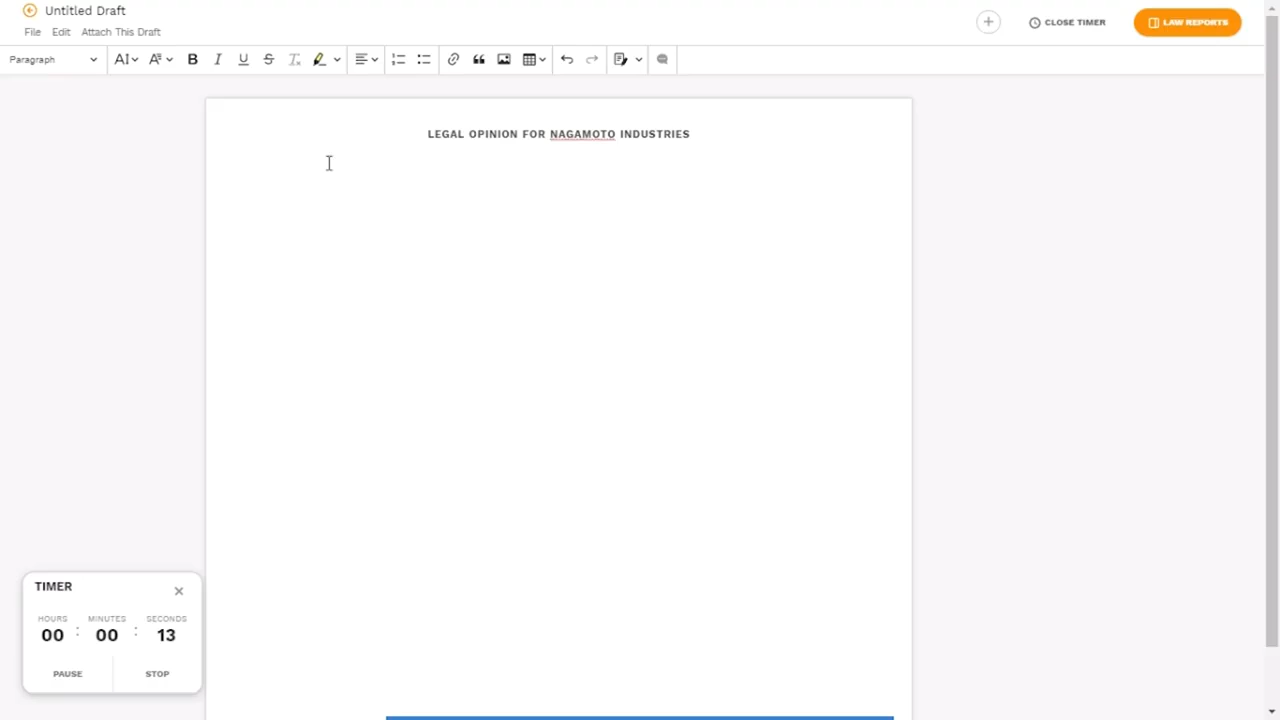 Untitled Draft
File Edit Attach This Draft
CLOSE TIMER
LAW REPORTS
Paragraph
LEGAL OPINION FOR NAGAMOTO INDUSTRIES
TIMER
HOURS MINUTES SECONDS
00 : 00 : 13
PAUSE STOP